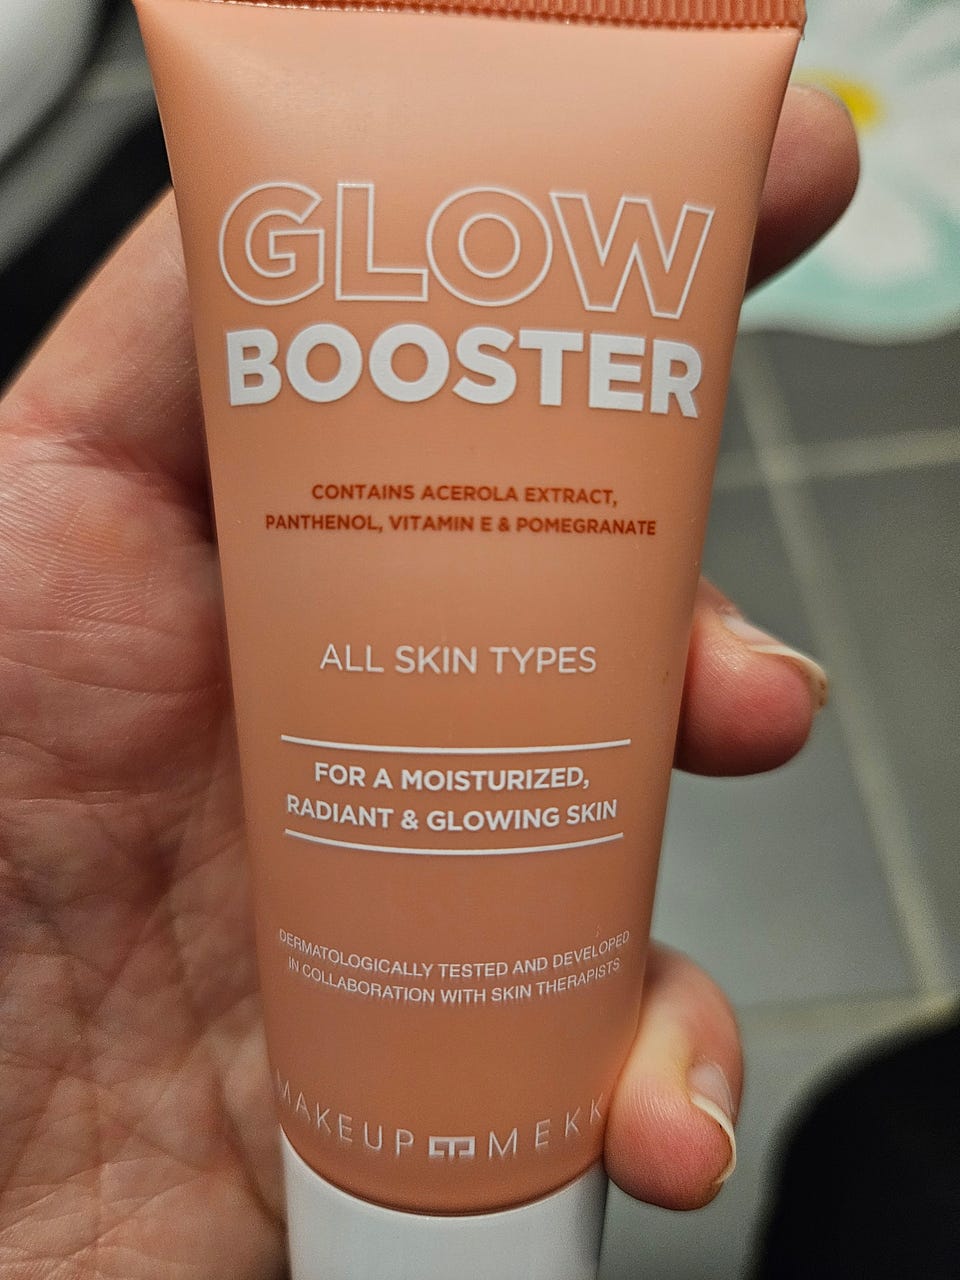 GLOW
BOOSTER
CONTAINS ACEROLA EXTRACT,
PANTHENOL, VITAMIN E & POMEGRANATE
ALL SKIN TYPES
FOR A MOISTURIZED,
RADIANT & GLOWING SKIN
DERMATOLOGICALLY TESTED AND DEVELOPED
IN COLLABORATION WITH SKIN THERAPISTS
MAKEUP MEKK